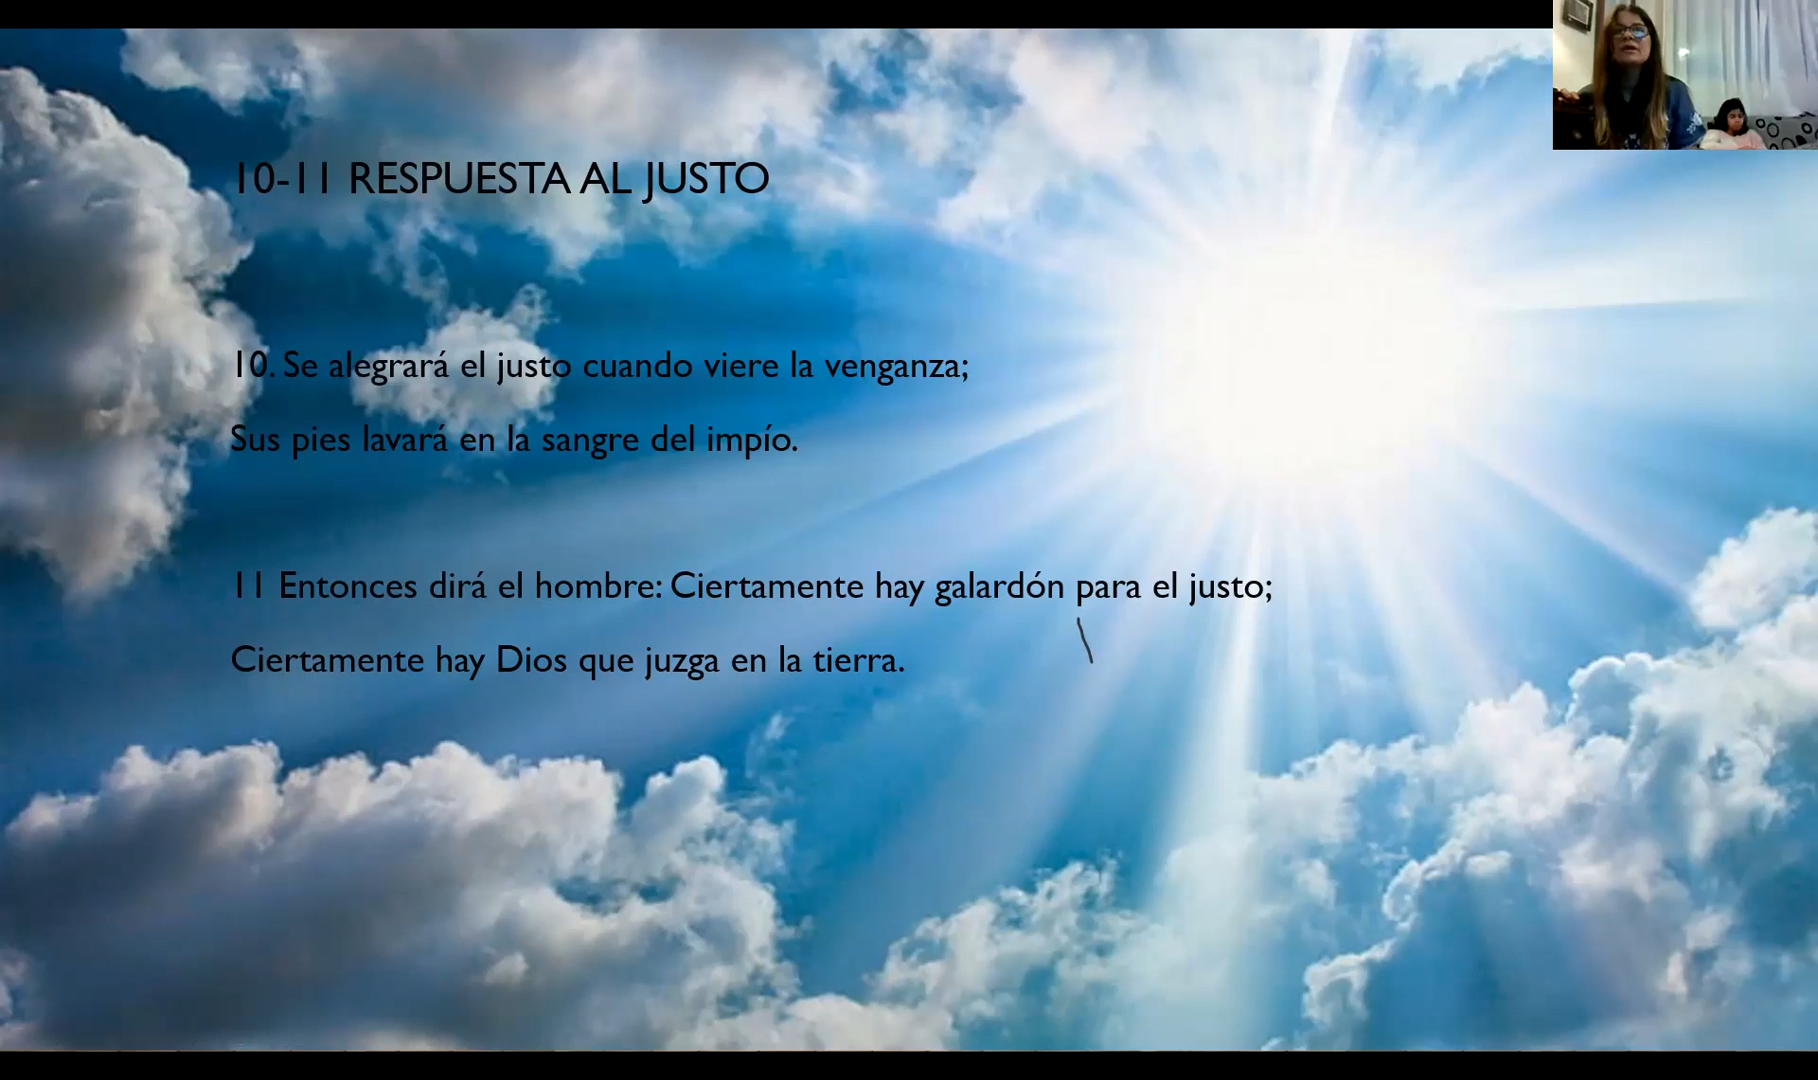 10-11 RESPUESTA AL JUSTO
10. Se alegrará el justo cuando viere la venganza;
Sus pies lavará en la sangre del impío.
11 Entonces dirá el hombre: Ciertamente hay galardón para el justo;
Ciertamente hay Dios que juzga en la tierra.